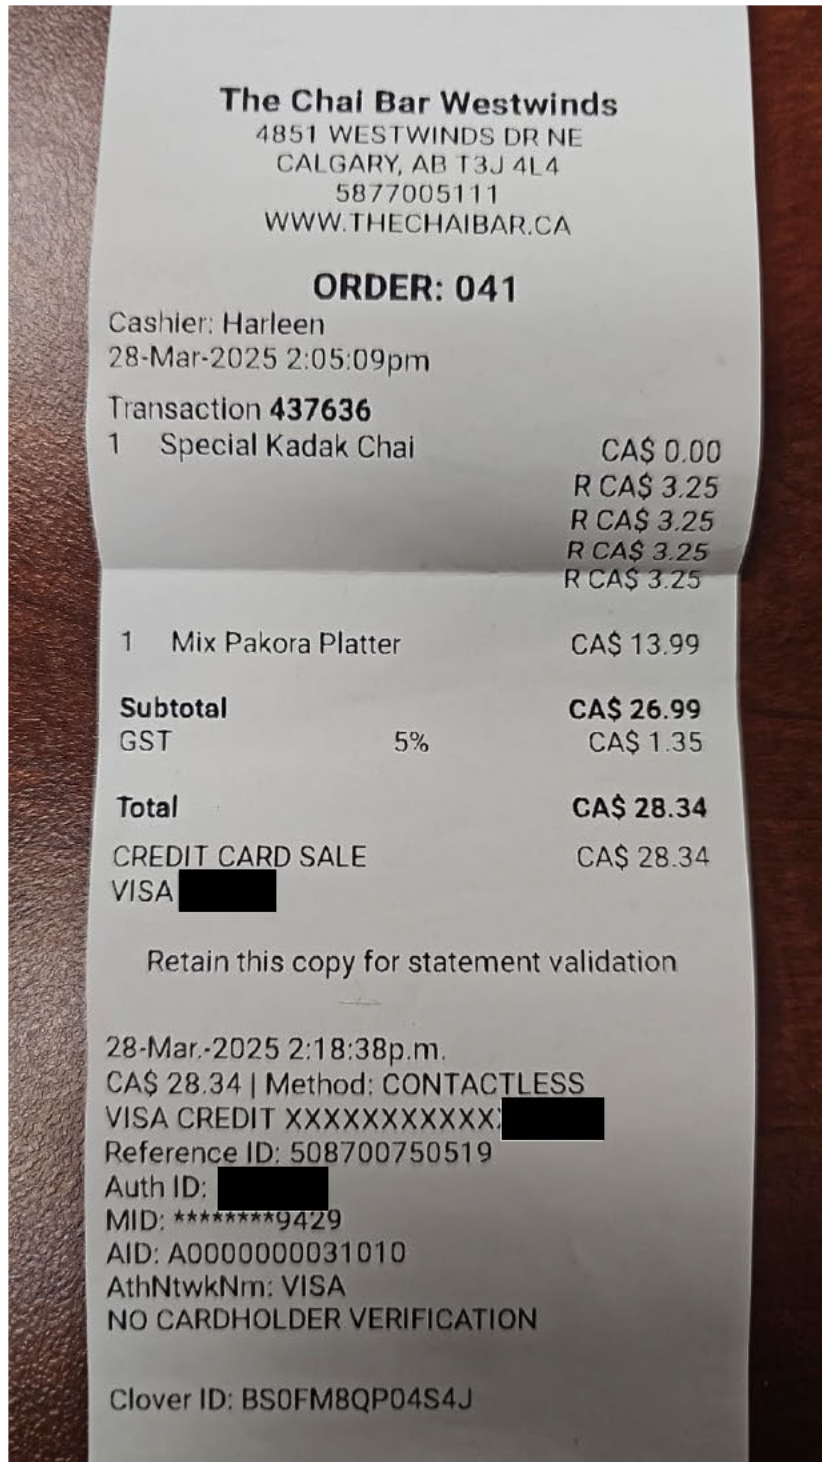 The Chai Bar Westwinds
4851 WESTWINDS DR NE
CALGARY, AB T3J 4L4
5877005111
WWW.THECHAIBAR.CA
ORDER: 041
Cashier: Harleen
28-Mar-2025 2:05:09pm
Transaction 437636
1 Special Kadak Chai CA$ 0.00
R CA$ 3.25
R CA$ 3.25
R CA$ 3.25
R CA$ 3.25
1 Mix Pakora Platter CA$ 13.99
Subtotal CA$ 26.99
GST 5% CA$ 1.35
Total CA$ 28.34
CREDIT CARD SALE CA$ 28.34
VISA
Retain this copy for statement validation
28-Mar.-2025 2:18:38p.m.
CA$ 28.34 | Method: CONTACTLESS
VISA CREDIT XXXXXXXXXXX
Reference ID: 508700750519
Auth ID:
MID: ********9429
AID: A0000000031010
AthNtwkNm: VISA
NO CARDHOLDER VERIFICATION
Clover ID: BS0FM8QP04S4J